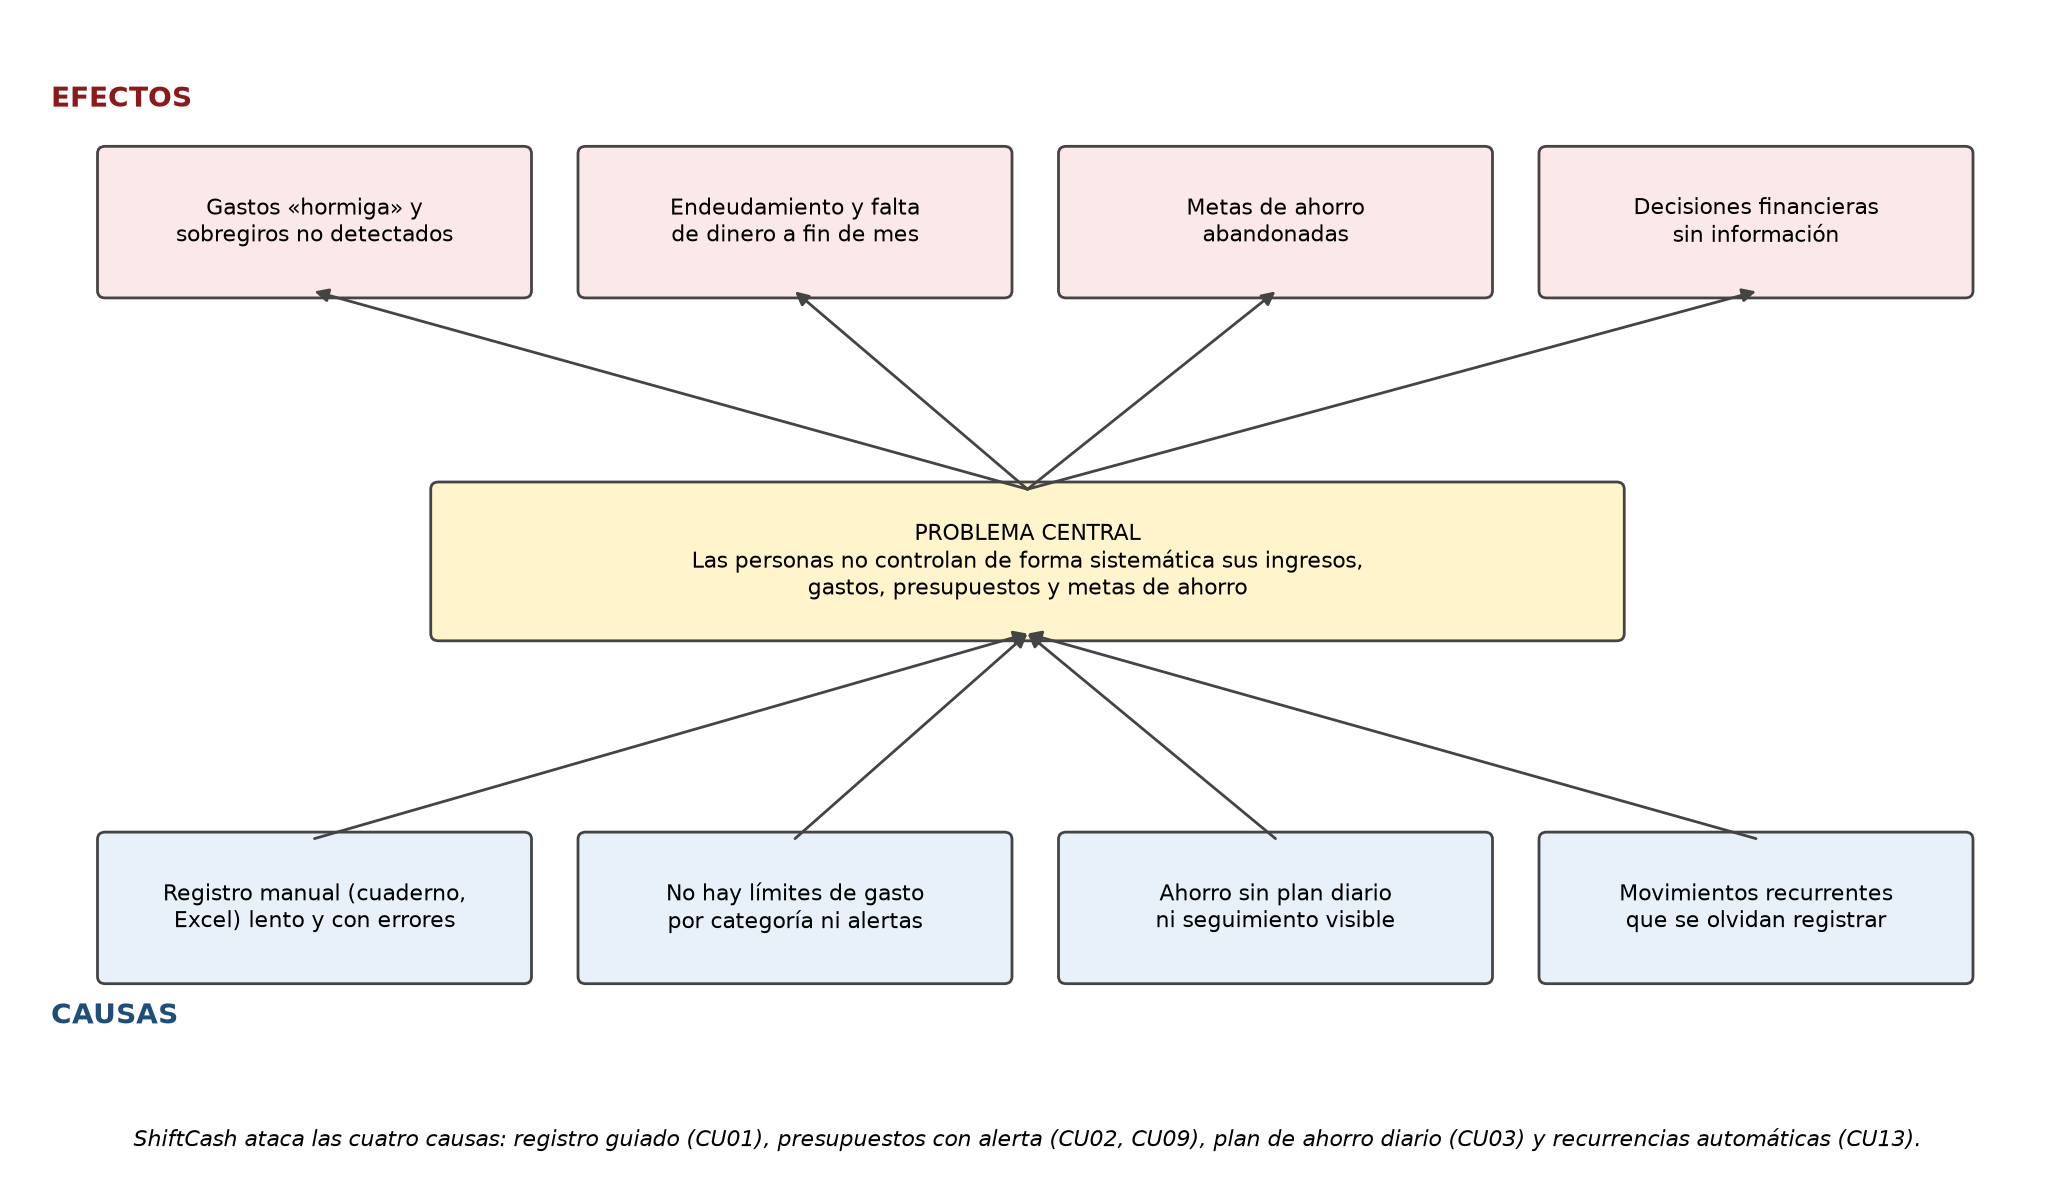 EFECTOS
Gastos «hormiga» y
sobregiros no detectados
Endeudamiento y falta
de dinero a fin de mes
Metas de ahorro
abandonadas
Decisiones financieras
sin información
PROBLEMA CENTRAL
Las personas no controlan de forma sistemática sus ingresos,
gastos, presupuestos y metas de ahorro
Registro manual (cuaderno,
Excel) lento y con errores
No hay límites de gasto
por categoría ni alertas
Ahorro sin plan diario
ni seguimiento visible
Movimientos recurrentes
que se olvidan registrar
CAUSAS
ShiftCash ataca las cuatro causas: registro guiado (CU01), presupuestos con alerta (CU02, CU09), plan de ahorro diario (CU03) y recurrencias automáticas (CU13).